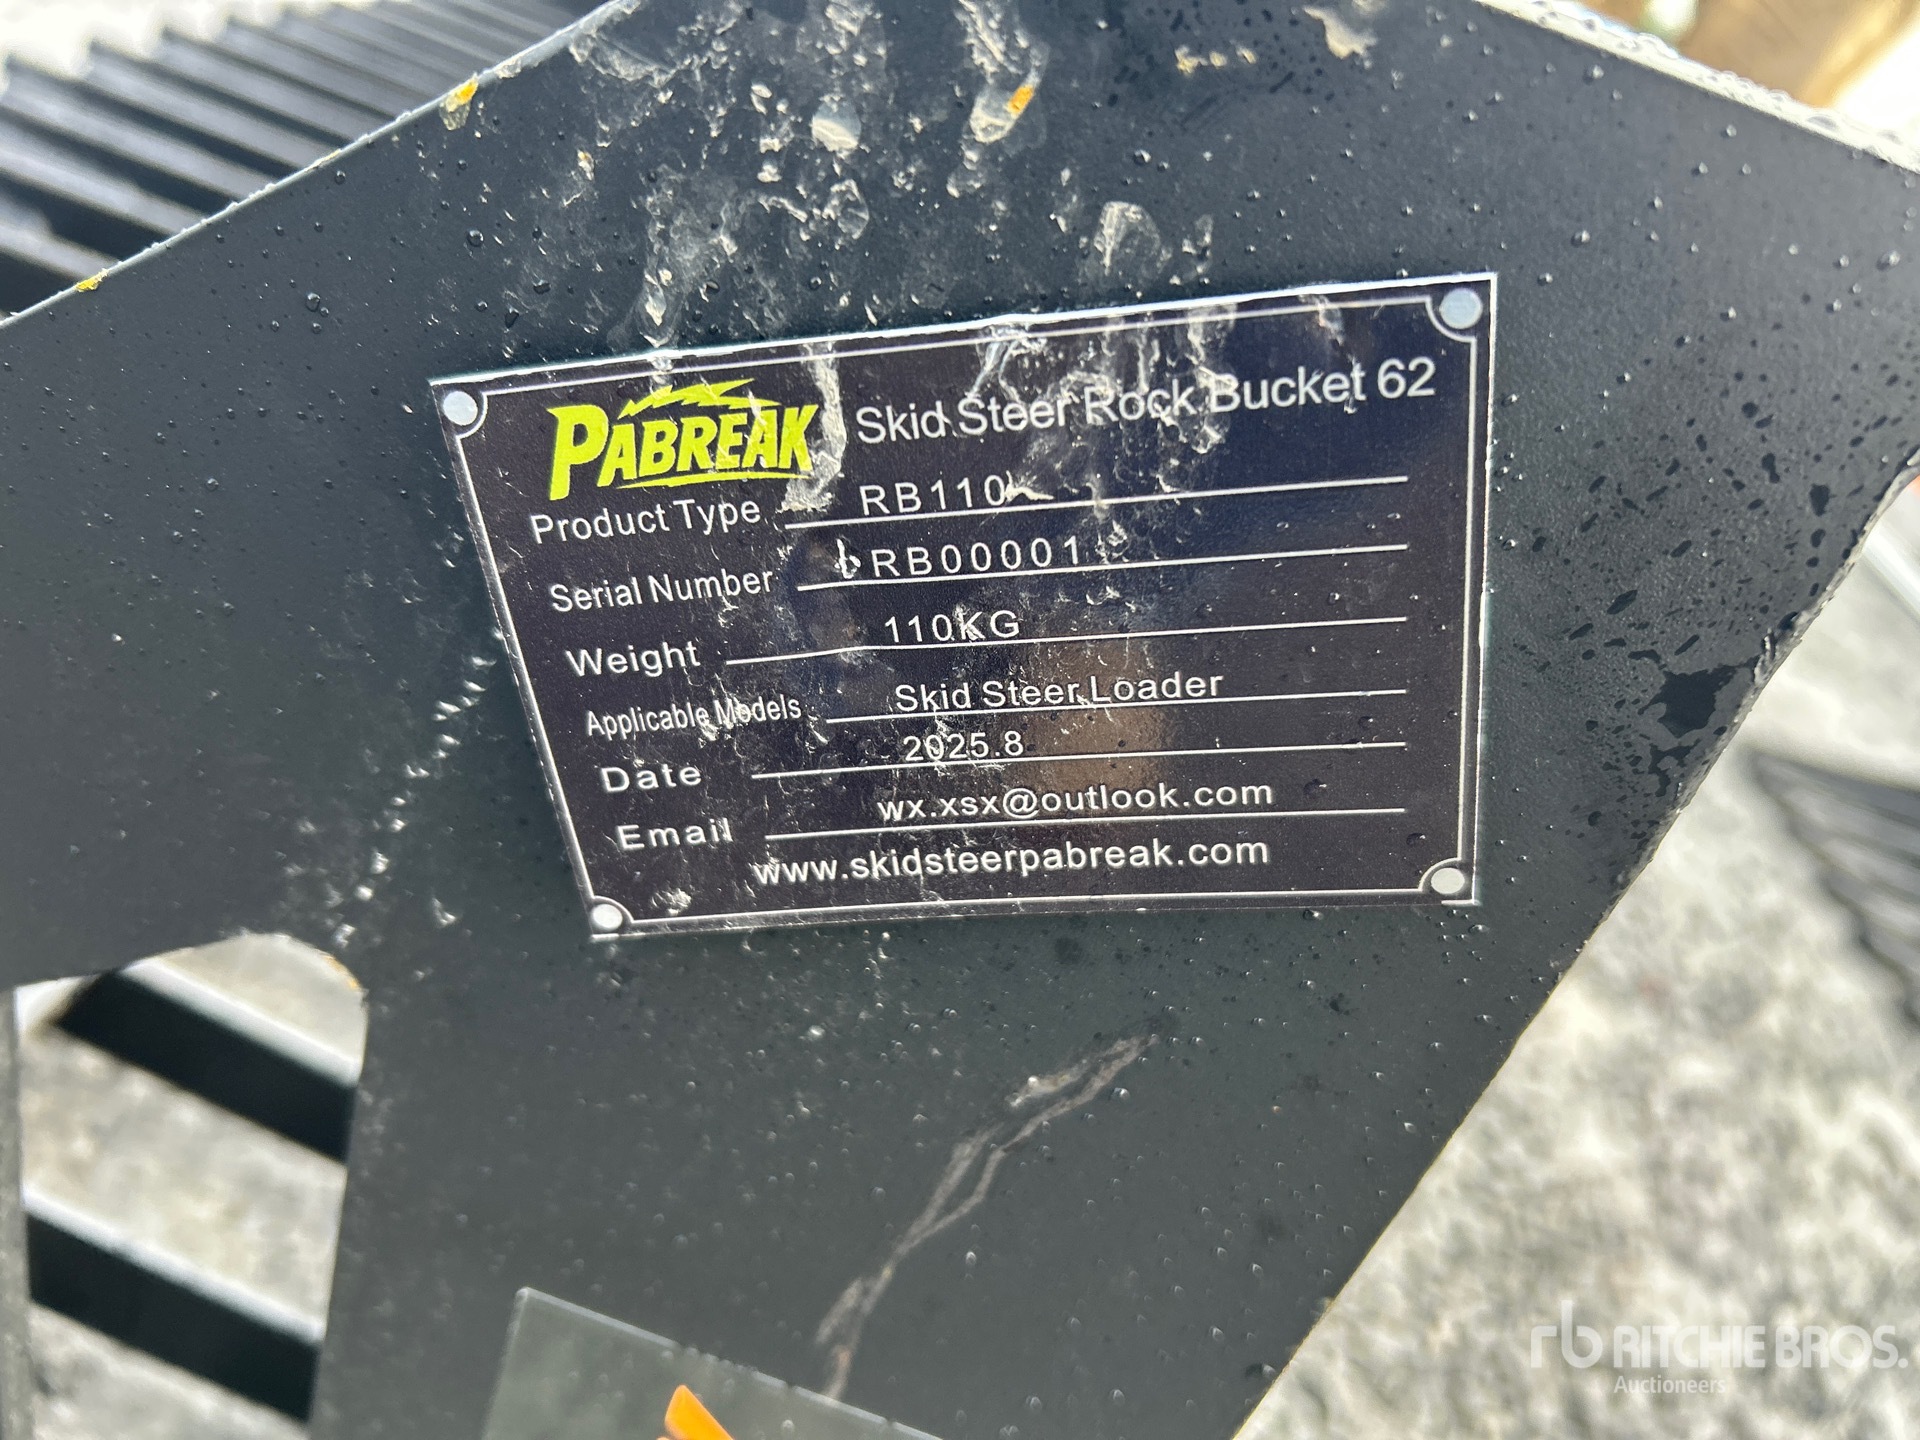 PABREAK Skid Steer Rock Bucket 62
Product Type RB110
Serial Number RB00001
Weight 110KG
Applicable Models Skid Steer Loader
Date 2025.8
Email wx.xsx@outlook.com
www.skidsteerpabreak.com
rb RITCHIE BROS.
Auctioneers